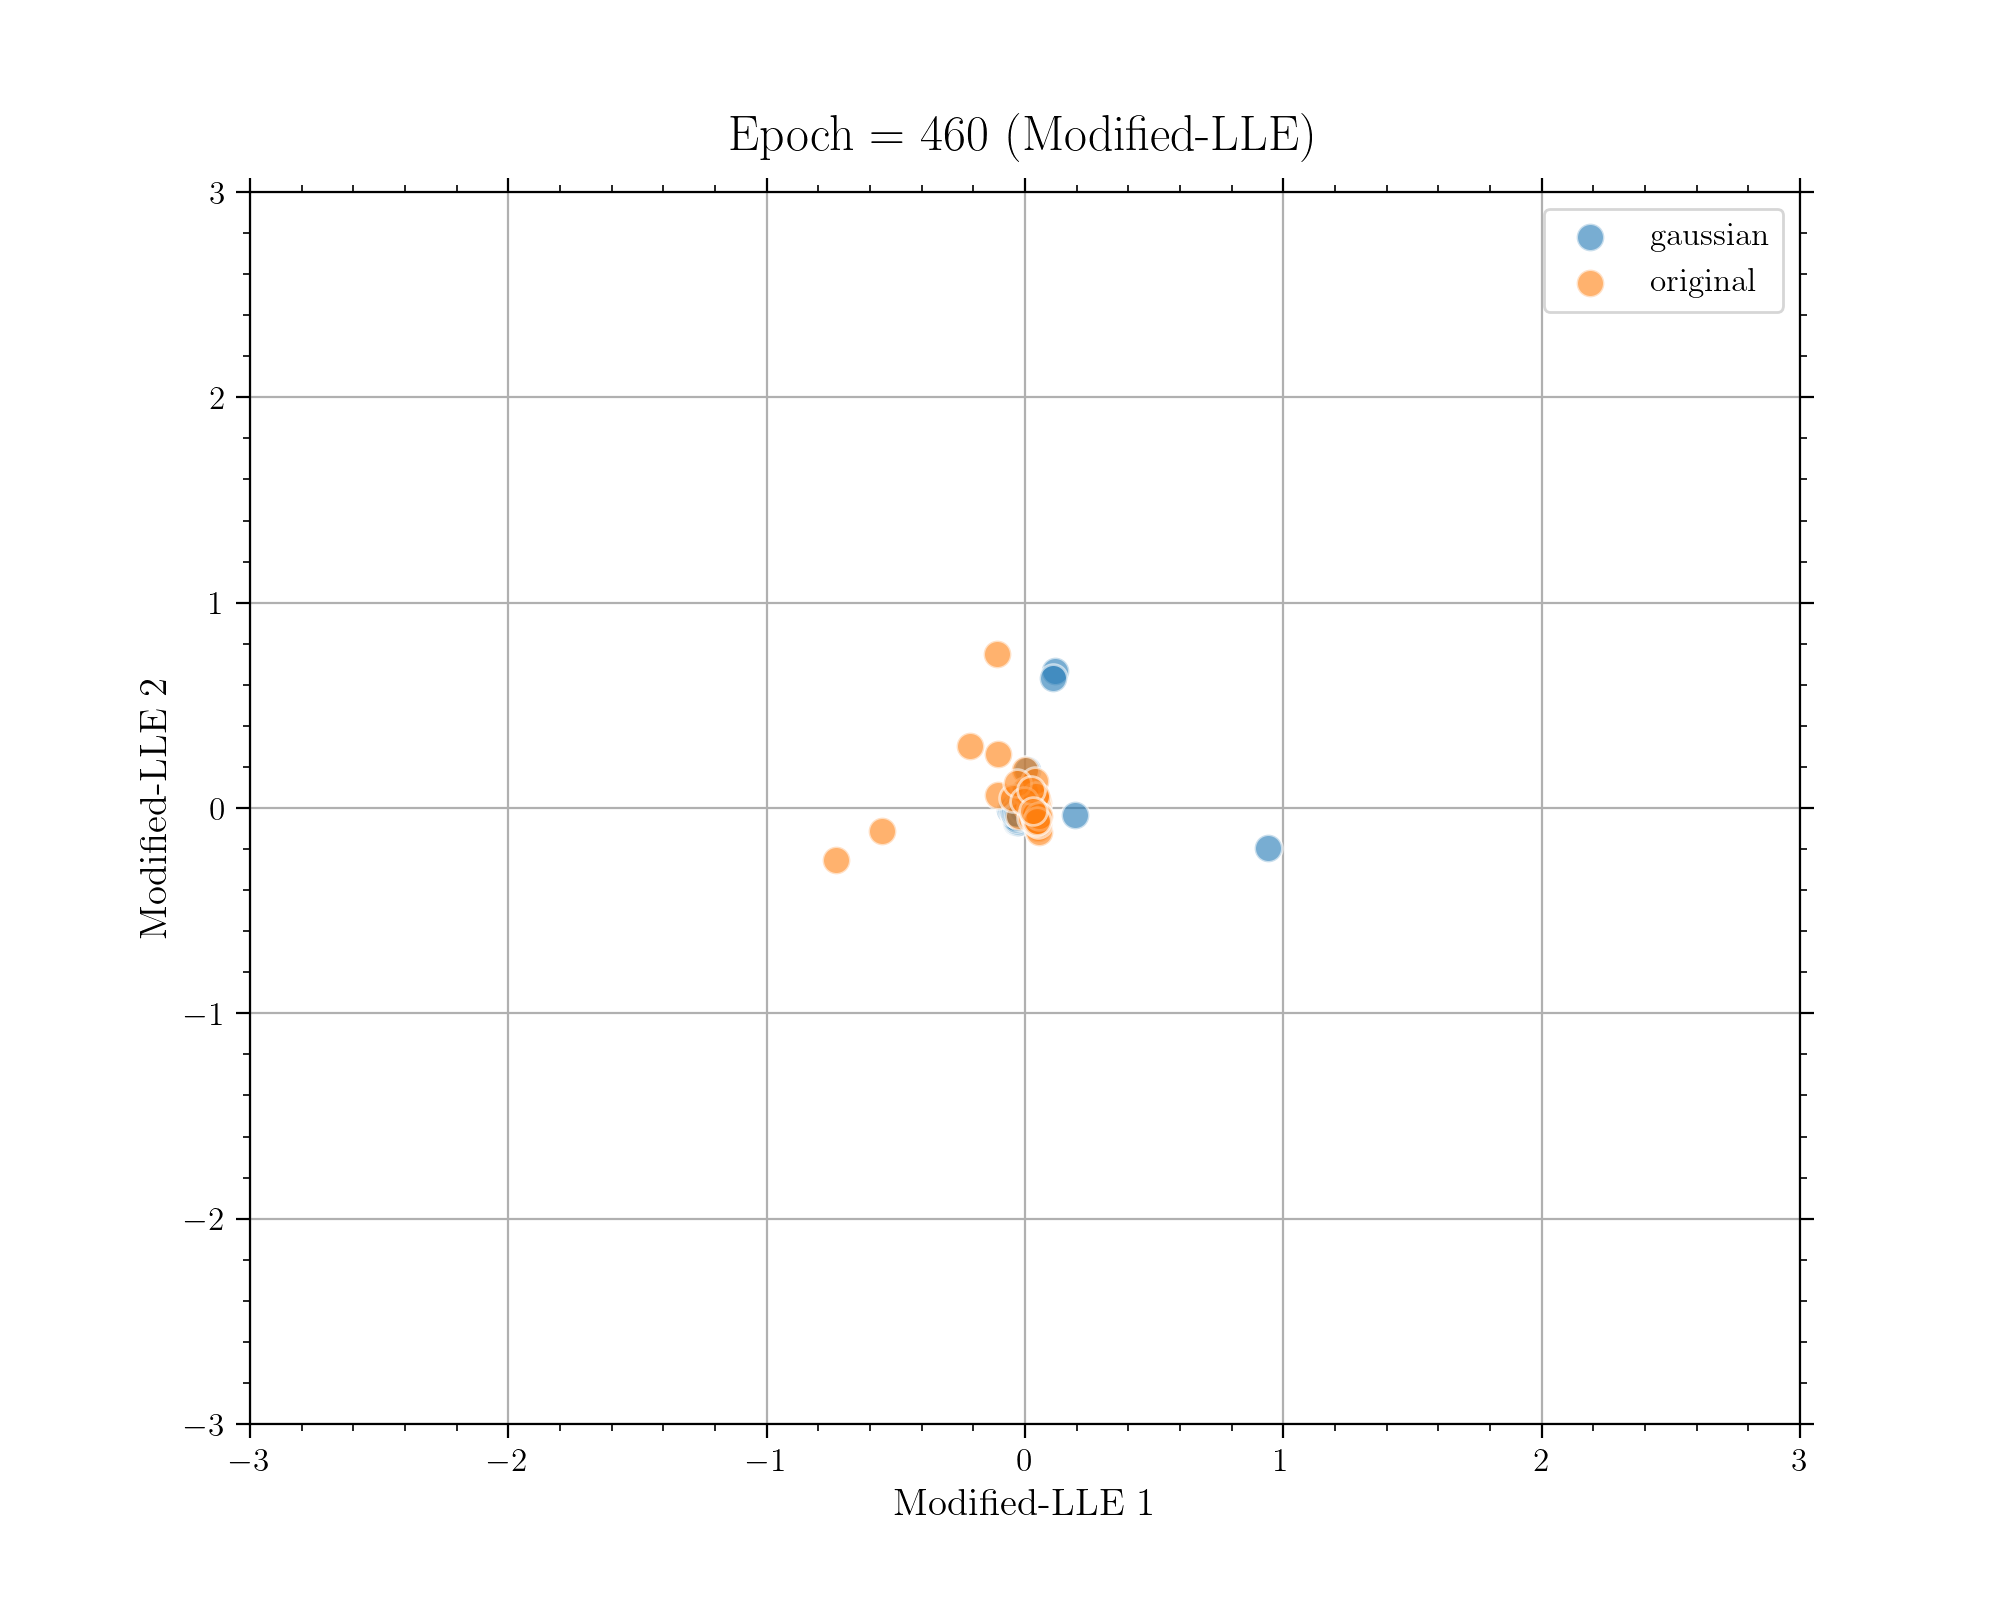 Epoch = 460 (Modified-LLE)
gaussian
original
3
2
1
0
−1
−2
−3
Modified-LLE 2
−3 −2 −1 0 1 2 3
Modified-LLE 1